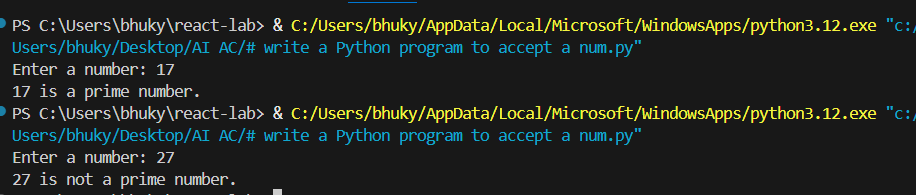 PS C:\Users\bhuky\react-lab> & C:/Users/bhuky/AppData/Local/Microsoft/WindowsApps/python3.12.exe "c:/
Users/bhuky/Desktop/AI AC/# write a Python program to accept a num.py"
Enter a number: 17
17 is a prime number.
PS C:\Users\bhuky\react-lab> & C:/Users/bhuky/AppData/Local/Microsoft/WindowsApps/python3.12.exe "c:/
Users/bhuky/Desktop/AI AC/# write a Python program to accept a num.py"
Enter a number: 27
27 is not a prime number.